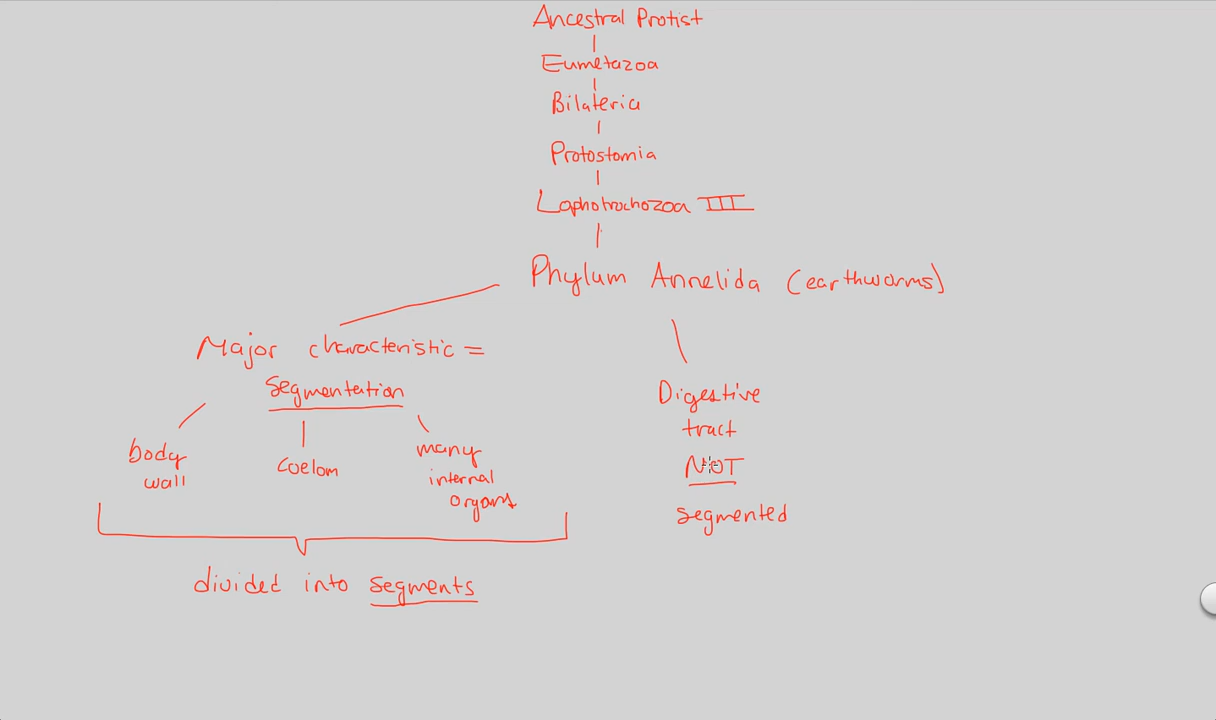 Ancestral Protist
Eumetazoa
Bilateria
Protostomia
Lophotrochozoa III
Phylum Annelida (earthworms)
Major characteristic =
Segmentation
body
wall
Coelom
many
internal
organs
divided into segments
Digestive
tract
NOT
segmented